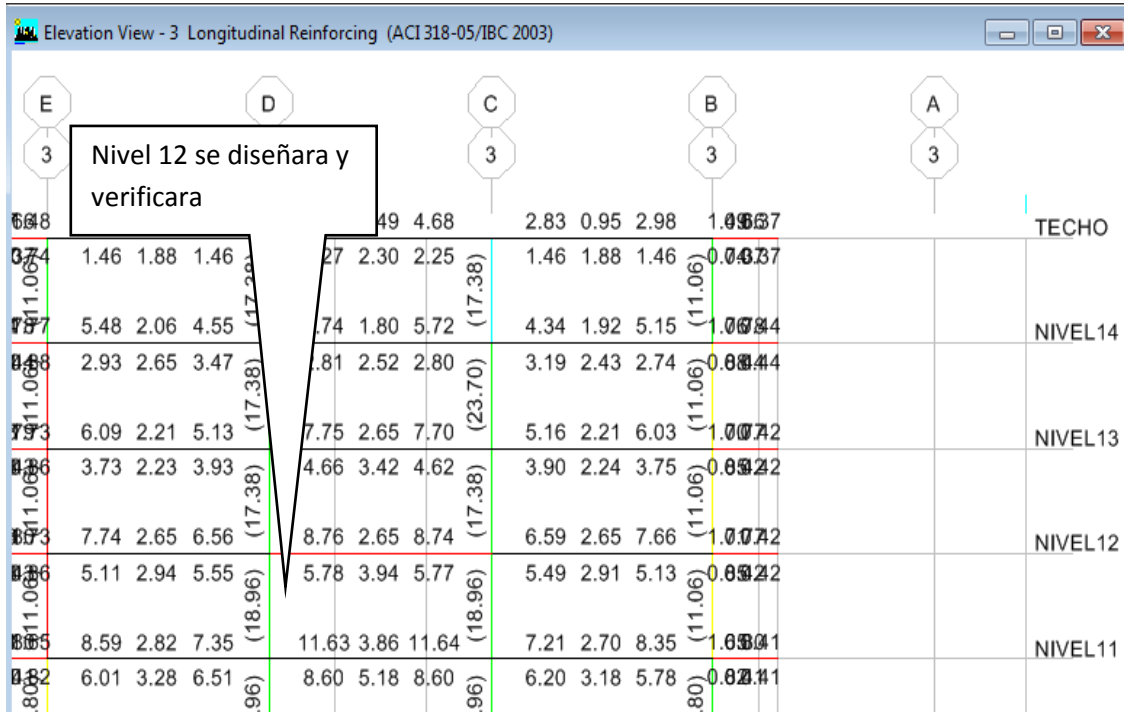 Elevation View - 3 Longitudinal Reinforcing (ACI 318-05/IBC 2003)
E D C B A
3 3 3 3
Nivel 12 se diseñara y
verificara
49 4.68 2.83 0.95 2.98
TECHO
1.46 1.88 1.46 27 2.30 2.25 1.46 1.88 1.46
(17.38) (11.06)
5.48 2.06 4.55 .74 1.80 5.72 4.34 1.92 5.15
NIVEL14
2.93 2.65 3.47 .81 2.52 2.80 3.19 2.43 2.74
(17.38) (23.70) (11.06)
6.09 2.21 5.13 7.75 2.65 7.70 5.16 2.21 6.03
NIVEL13
3.73 2.23 3.93 4.66 3.42 4.62 3.90 2.24 3.75
(17.38) (17.38) (11.06)
7.74 2.65 6.56 8.76 2.65 8.74 6.59 2.65 7.66
NIVEL12
5.11 2.94 5.55 5.78 3.94 5.77 5.49 2.91 5.13
(18.96) (18.96) (11.06)
8.59 2.82 7.35 11.63 3.86 11.64 7.21 2.70 8.35
NIVEL11
6.01 3.28 6.51 8.60 5.18 8.60 6.20 3.18 5.78
.80) .96) .96) .80)